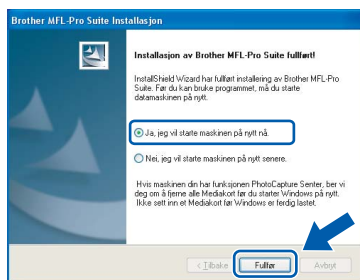 Brother MFL-Pro Suite Installasjon
Installasjon av Brother MFL-Pro Suite fullført!
InstallShield Wizard har fullført installering av Brother MFL-Pro
Suite. Før du kan bruke programmet, må du starte
datamaskinen på nytt.
Ja, jeg vil starte maskinen på nytt nå.
Nei, jeg vil starte maskinen på nytt senere.
Hvis maskinen din har funksjonen PhotoCapture Senter, ber vi
deg om å fjerne alle Mediakort før du starter Windows på nytt.
Ikke sett inn et Mediakort før Windows er ferdig lastet.
< Tilbake
Fullfør
Avbryt